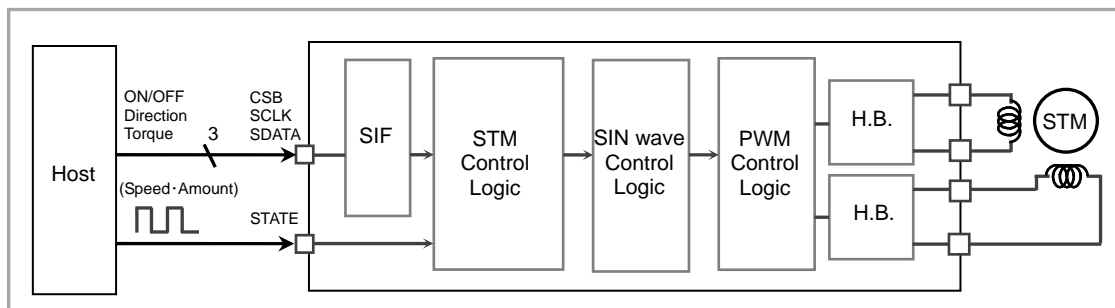 Host
ON/OFF
Direction
Torque
3
CSB
SCLK
SDATA
(Speed･Amount)
STATE
SIF
STM
Control
Logic
SIN wave
Control
Logic
PWM
Control
Logic
H.B.
H.B.
STM